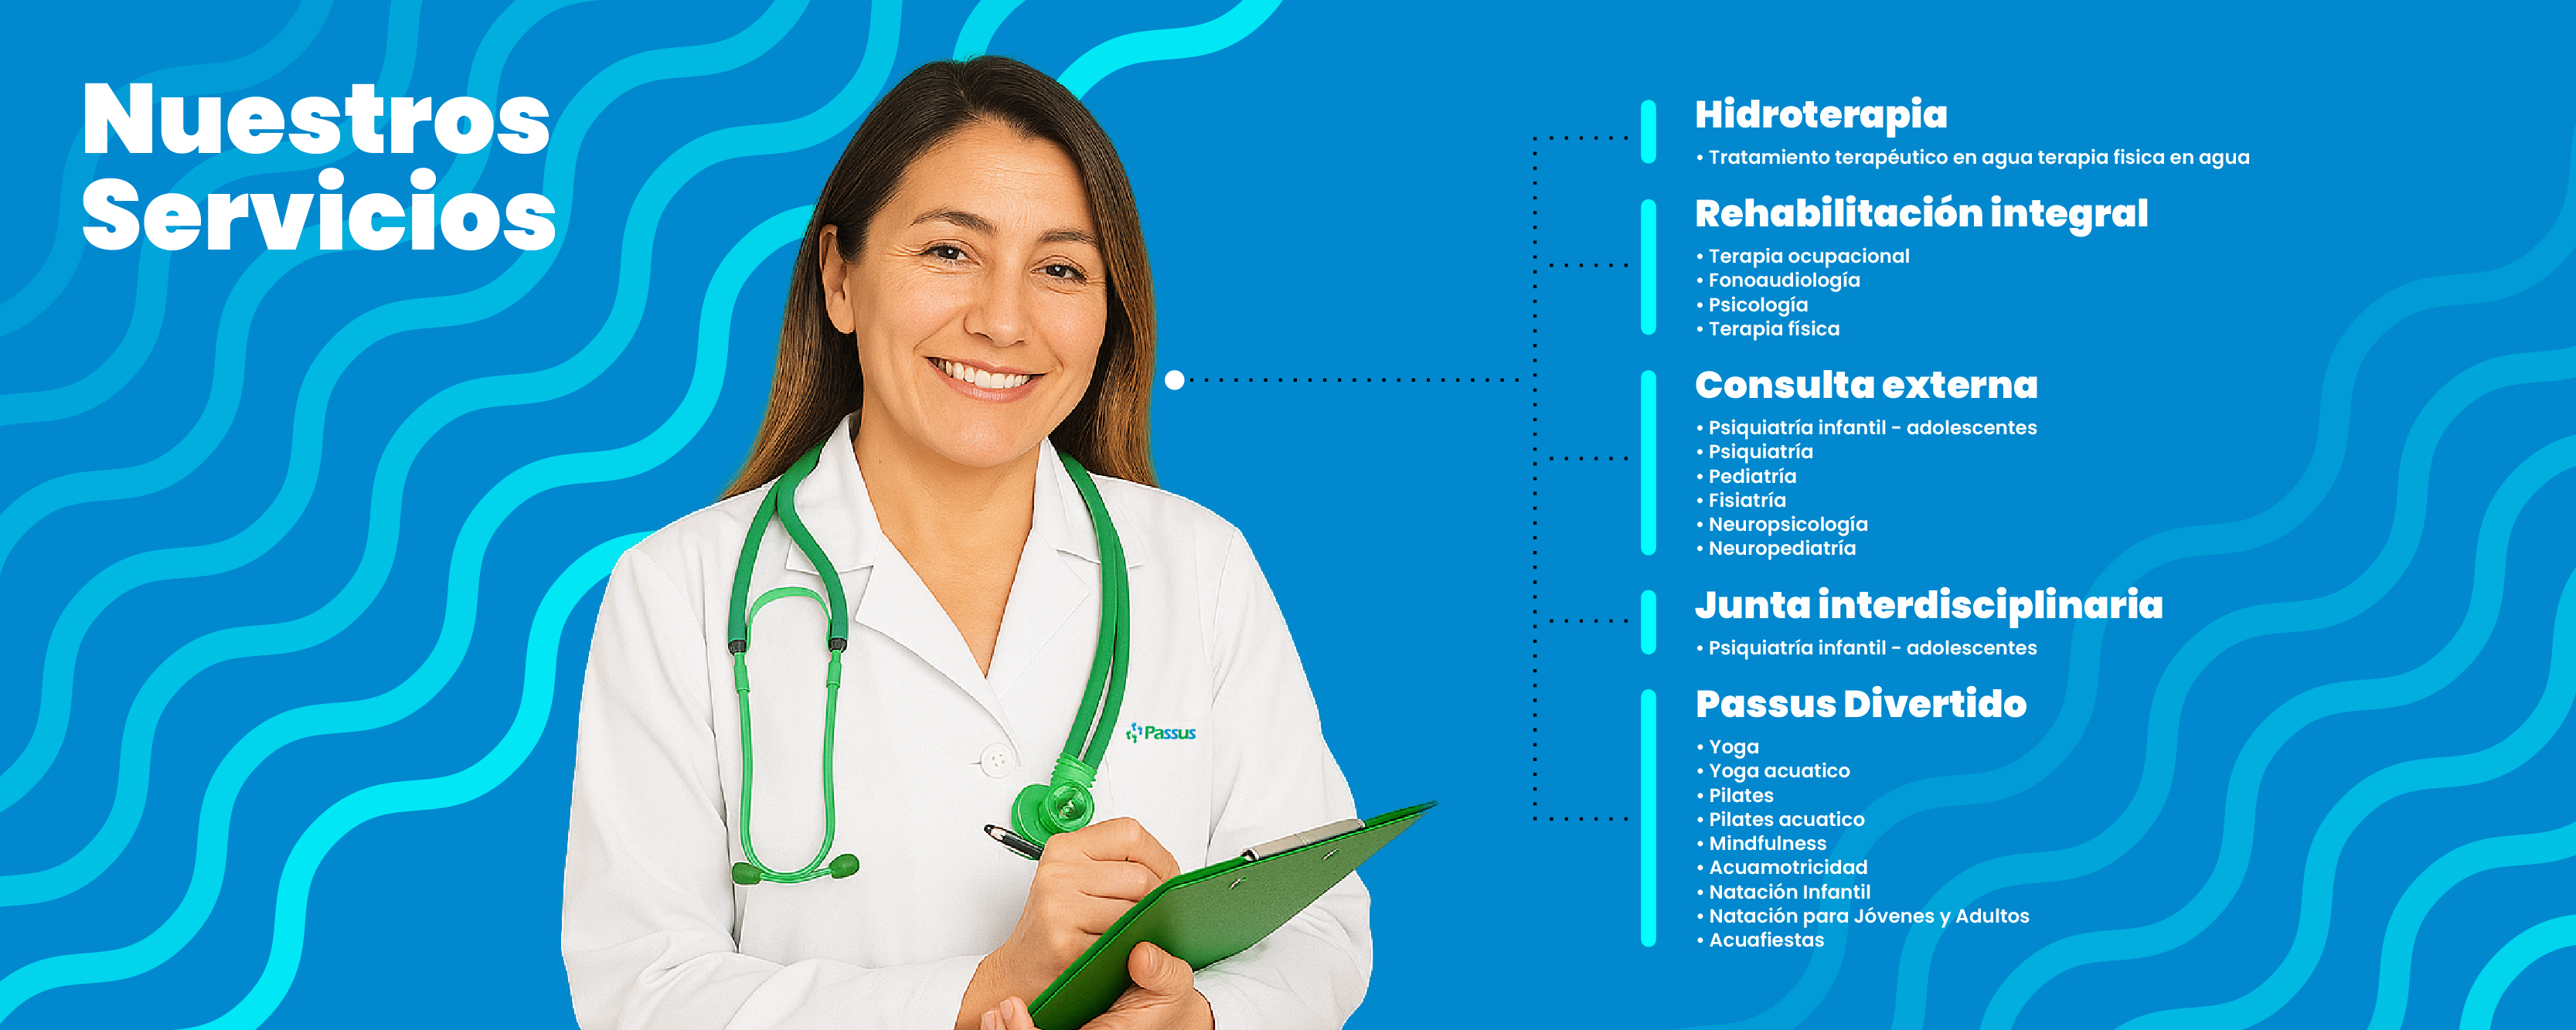 Nuestros
Servicios
Passus
Hidroterapia
• Tratamiento terapéutico en agua terapia fisica en agua
Rehabilitación integral
• Terapia ocupacional
• Fonoaudiología
• Psicología
• Terapia física
Consulta externa
• Psiquiatría infantil - adolescentes
• Psiquiatría
• Pediatría
• Fisiatría
• Neuropsicología
• Neuropediatría
Junta interdisciplinaria
• Psiquiatría infantil - adolescentes
Passus Divertido
• Yoga
• Yoga acuatico
• Pilates
• Pilates acuatico
• Mindfulness
• Acuamotricidad
• Natación Infantil
• Natación para Jóvenes y Adultos
• Acuafiestas